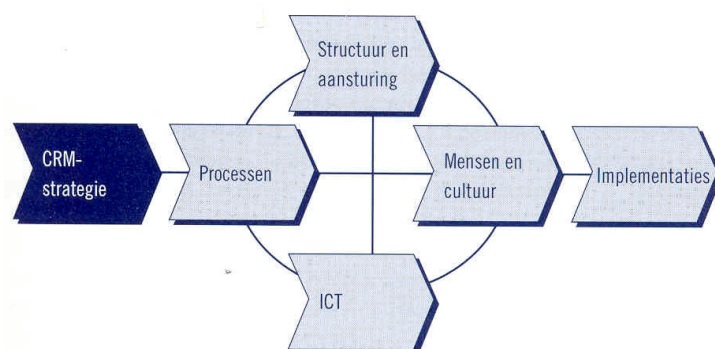 Structuur en
aansturing
CRM-
strategie
Processen
Mensen en
cultuur
Implementaties
ICT